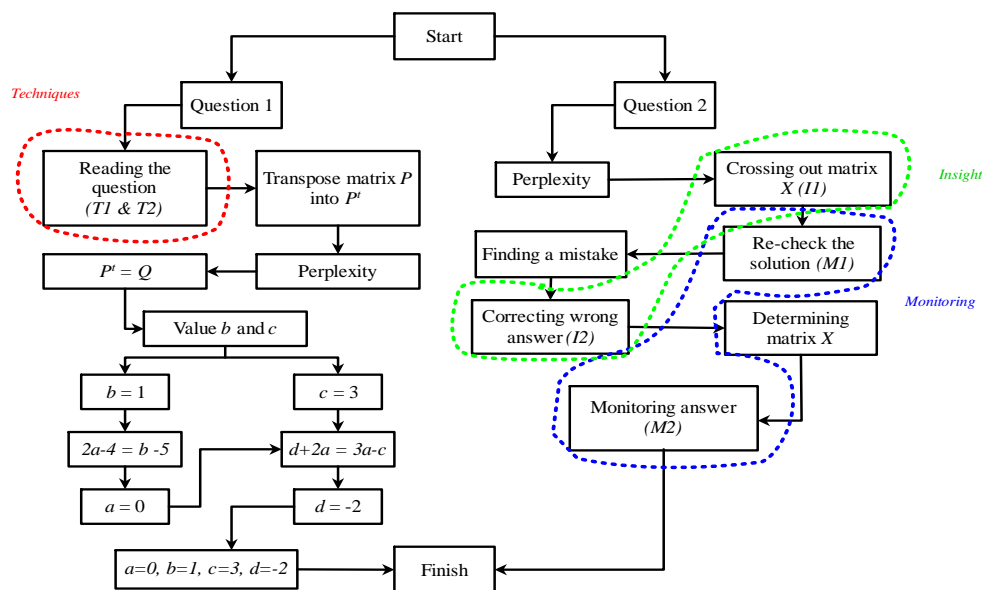 Start
Techniques
Question 1
Question 2
Reading the
question
(T1 & T2)
Transpose matrix P
into Pᵗ
Perplexity
Crossing out matrix
X (I1)
Insight
Pᵗ = Q
Perplexity
Finding a mistake
Re-check the
solution (M1)
Monitoring
Value b and c
Correcting wrong
answer (I2)
Determining
matrix X
b = 1
c = 3
Monitoring answer
(M2)
2a-4 = b -5
d+2a = 3a-c
a = 0
d = -2
a=0, b=1, c=3, d=-2
Finish